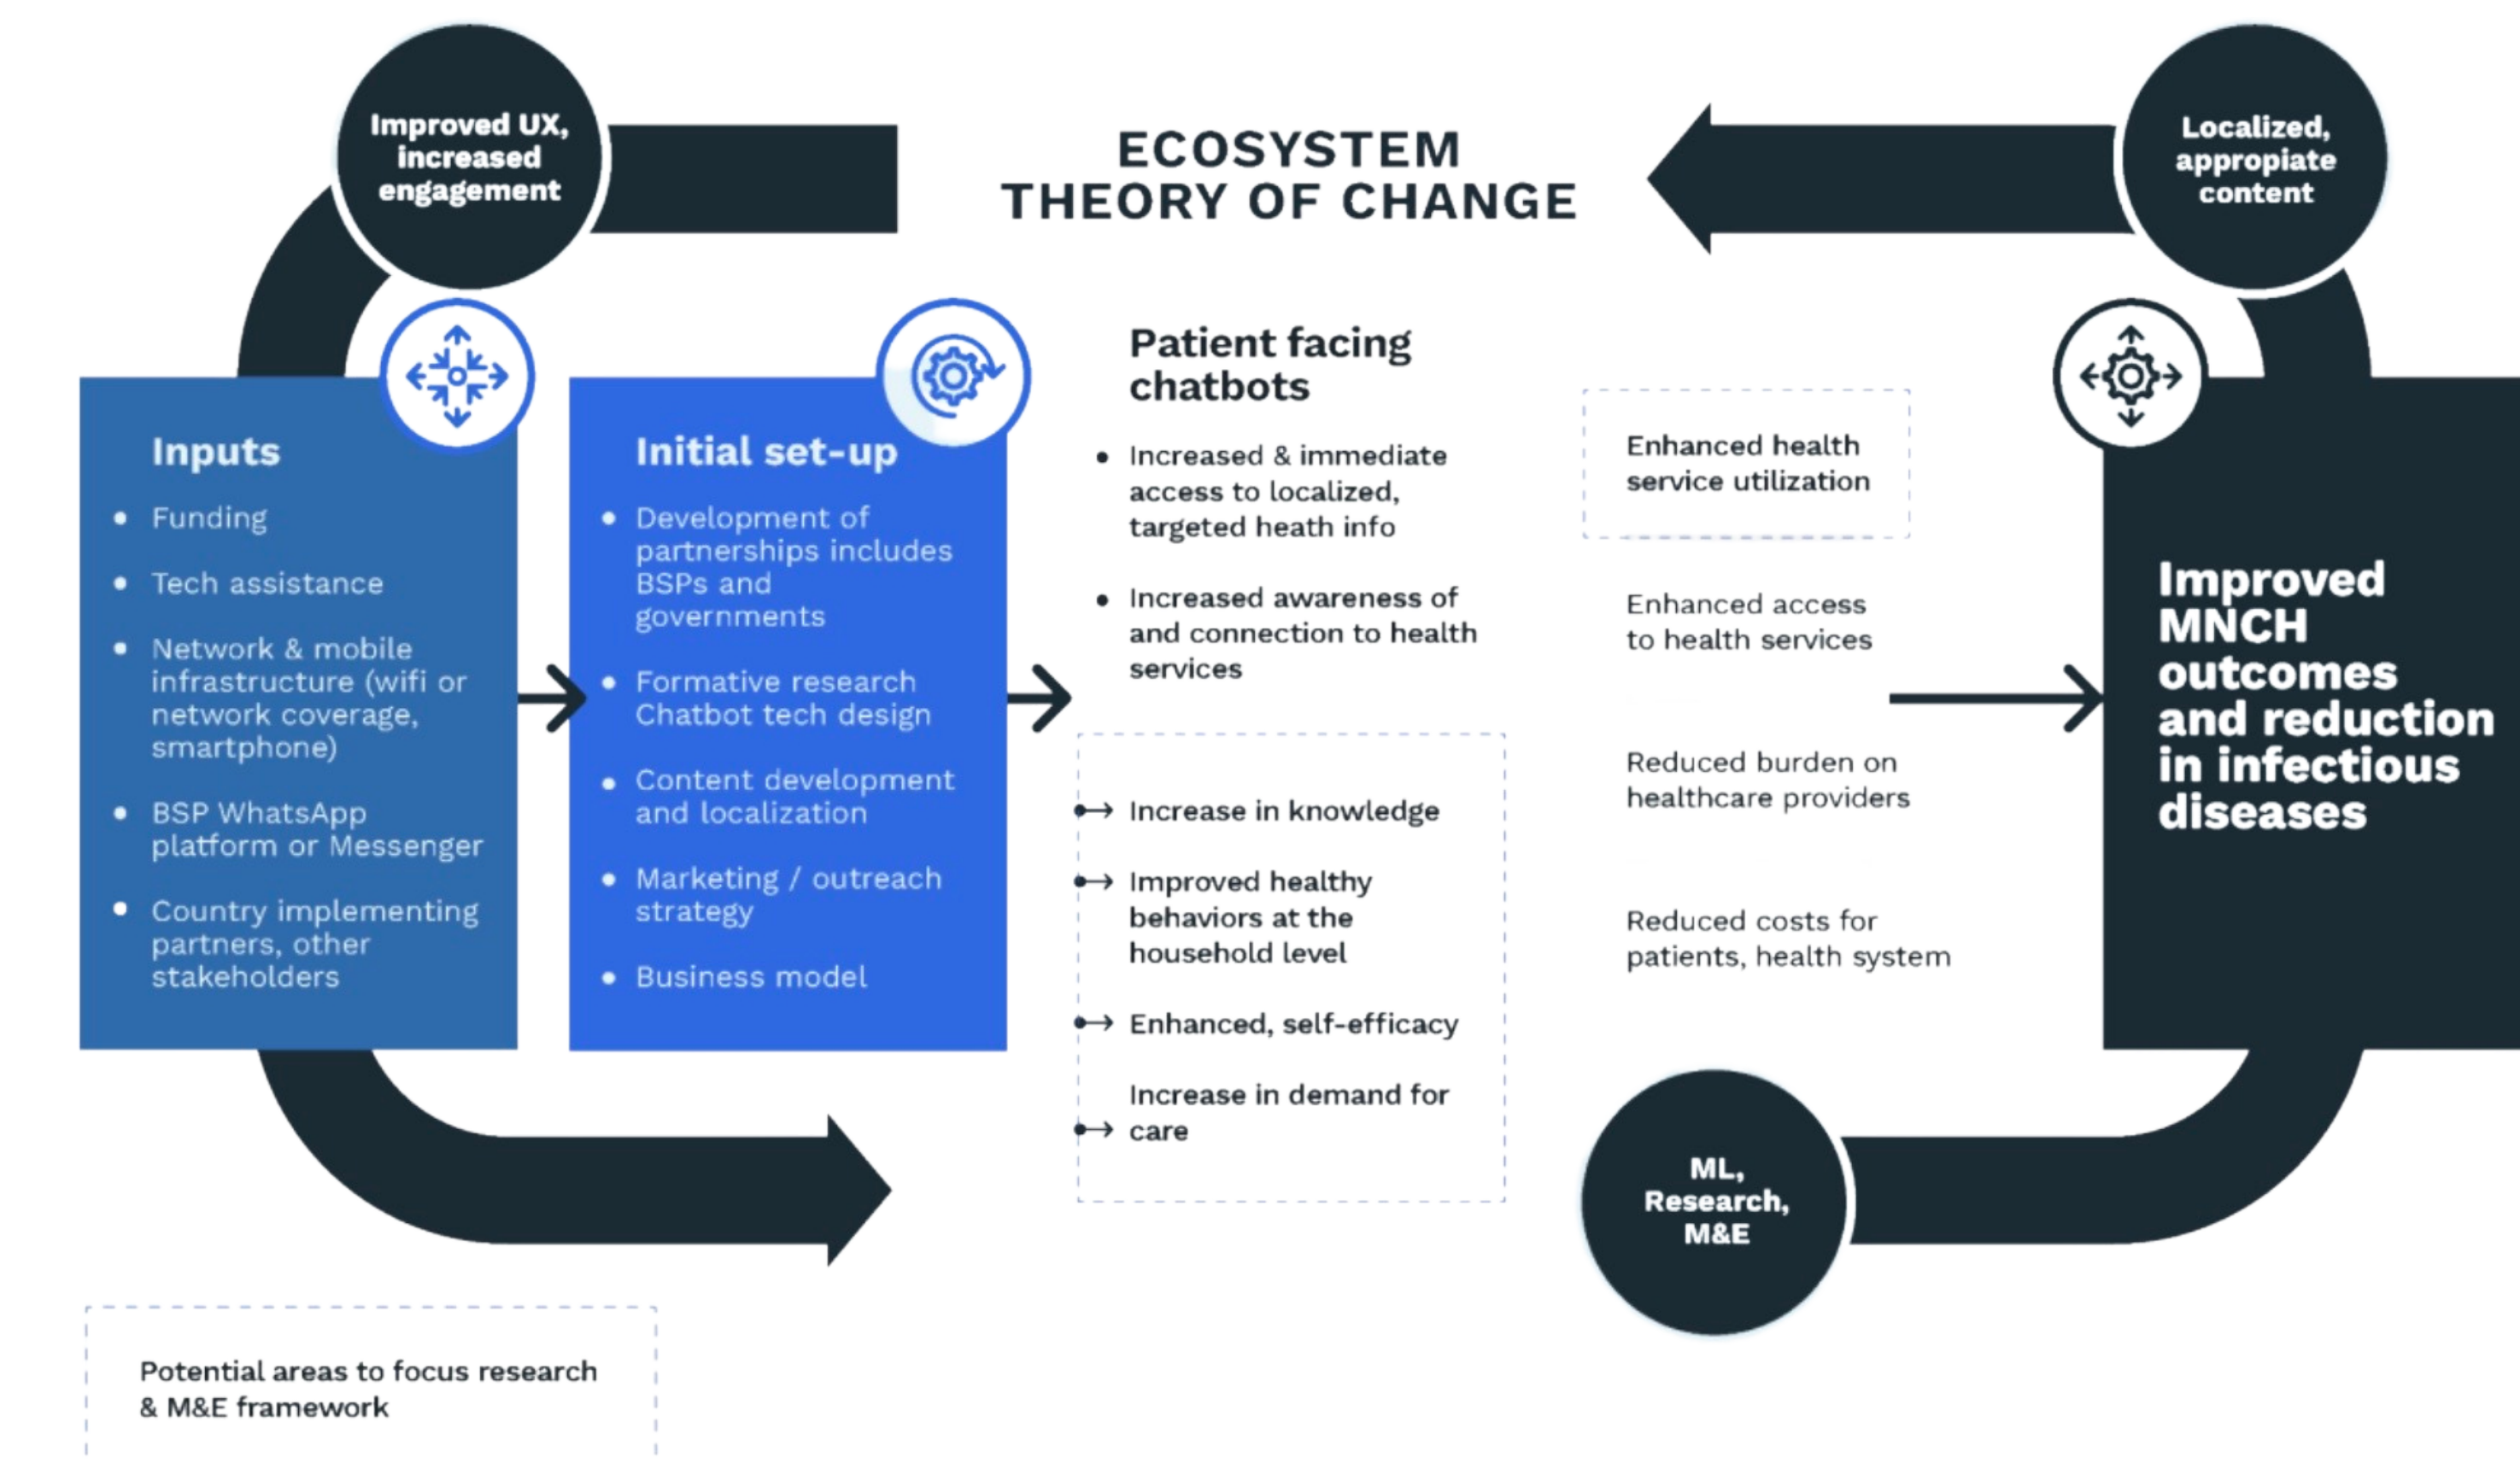 Improved UX,
increased
engagement
ECOSYSTEM
THEORY OF CHANGE
Localized,
appropiate
content
Inputs
• Funding
• Tech assistance
• Network & mobile
infrastructure (wifi or
network coverage,
smartphone)
• BSP WhatsApp
platform or Messenger
• Country implementing
partners, other
stakeholders
Initial set-up
• Development of
partnerships includes
BSPs and
governments
• Formative research
Chatbot tech design
• Content development
and localization
• Marketing / outreach
strategy
• Business model
Patient facing
chatbots
• Increased & immediate
access to localized,
targeted heath info
• Increased awareness of
and connection to health
services
Increase in knowledge
Improved healthy
behaviors at the
household level
Enhanced, self-efficacy
Increase in demand for
care
Enhanced health
service utilization
Enhanced access
to health services
Reduced burden on
healthcare providers
Reduced costs for
patients, health system
Improved
MNCH
outcomes
and reduction
in infectious
diseases
ML,
Research,
M&E
Potential areas to focus research
& M&E framework